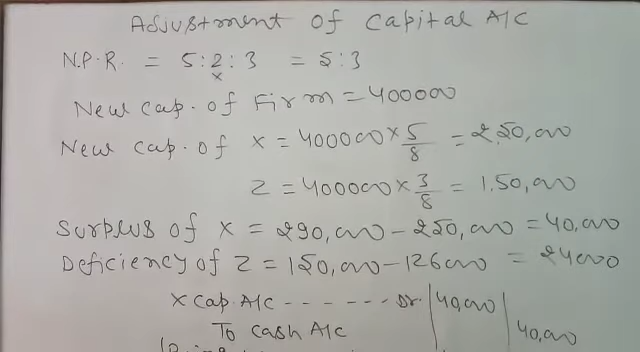 Adjustment of Capital A/C
N.P.R. = 5:2:3 = 5:3
x
New Cap. of Firm = 400000
New Cap. of X = 400000 × 5/8 = 2,50,000
Z = 400000 × 3/8 = 1,50,000
Surplus of X = 290,000 - 250,000 = 40,000
Deficiency of Z = 150,000 - 126000 = 24000
X Cap. A/C ------ Dr. | 40,000 |
To Cash A/C | 40,000